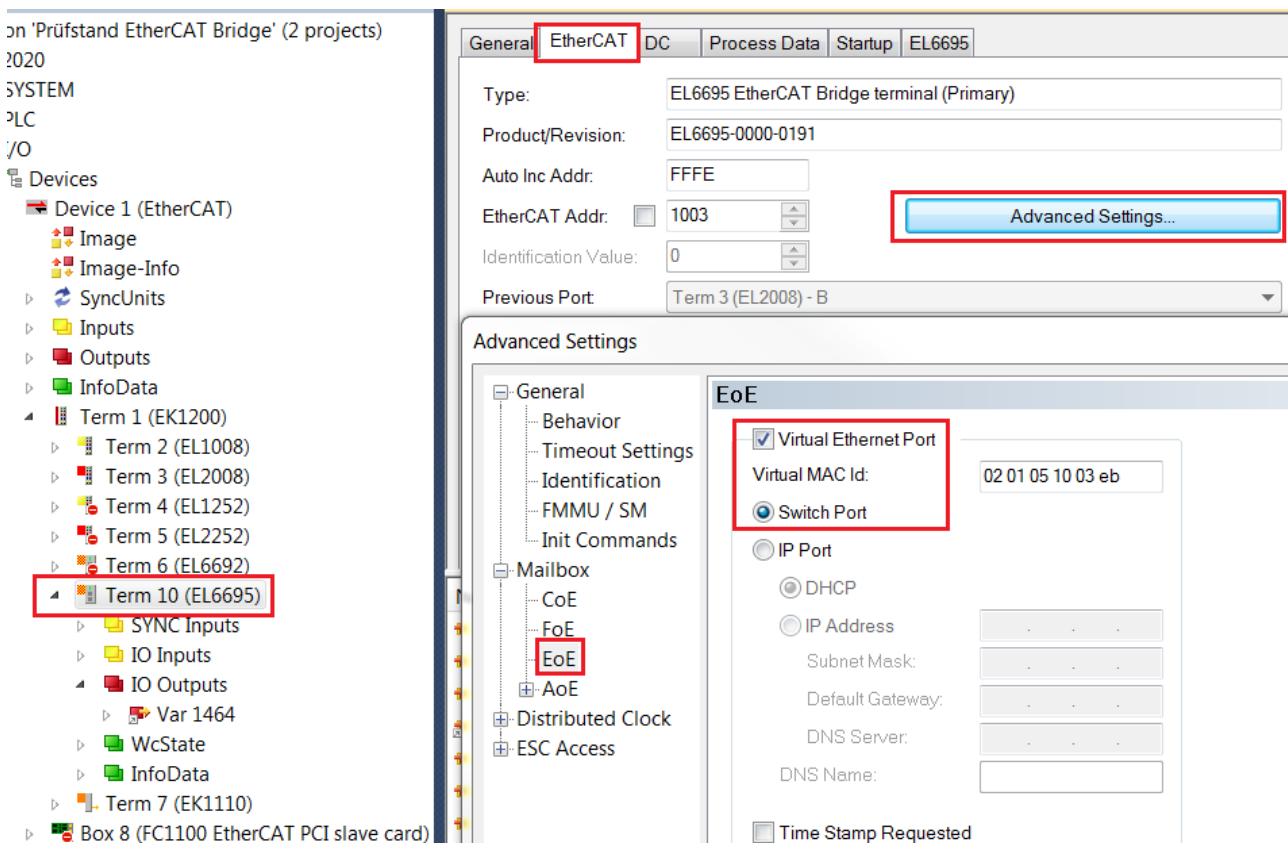 on 'Prüfstand EtherCAT Bridge' (2 projects)
2020
SYSTEM
PLC
I/O
Devices
Device 1 (EtherCAT)
Image
Image-Info
SyncUnits
Inputs
Outputs
InfoData
Term 1 (EK1200)
Term 2 (EL1008)
Term 3 (EL2008)
Term 4 (EL1252)
Term 5 (EL2252)
Term 6 (EL6692)
Term 10 (EL6695)
SYNC Inputs
IO Inputs
IO Outputs
Var 1464
WcState
InfoData
Term 7 (EK1110)
Box 8 (FC1100 EtherCAT PCI slave card)
General EtherCAT DC Process Data Startup EL6695
Type: EL6695 EtherCAT Bridge terminal (Primary)
Product/Revision: EL6695-0000-0191
Auto Inc Addr: FFFE
EtherCAT Addr: 1003 Advanced Settings...
Identification Value: 0
Previous Port: Term 3 (EL2008) - B
Advanced Settings
General
Behavior
Timeout Settings
Identification
FMMU / SM
Init Commands
Mailbox
CoE
FoE
EoE
AoE
Distributed Clock
ESC Access
EoE
Virtual Ethernet Port
Virtual MAC Id: 02 01 05 10 03 eb
Switch Port
IP Port
DHCP
IP Address
Subnet Mask:
Default Gateway:
DNS Server:
DNS Name:
Time Stamp Requested